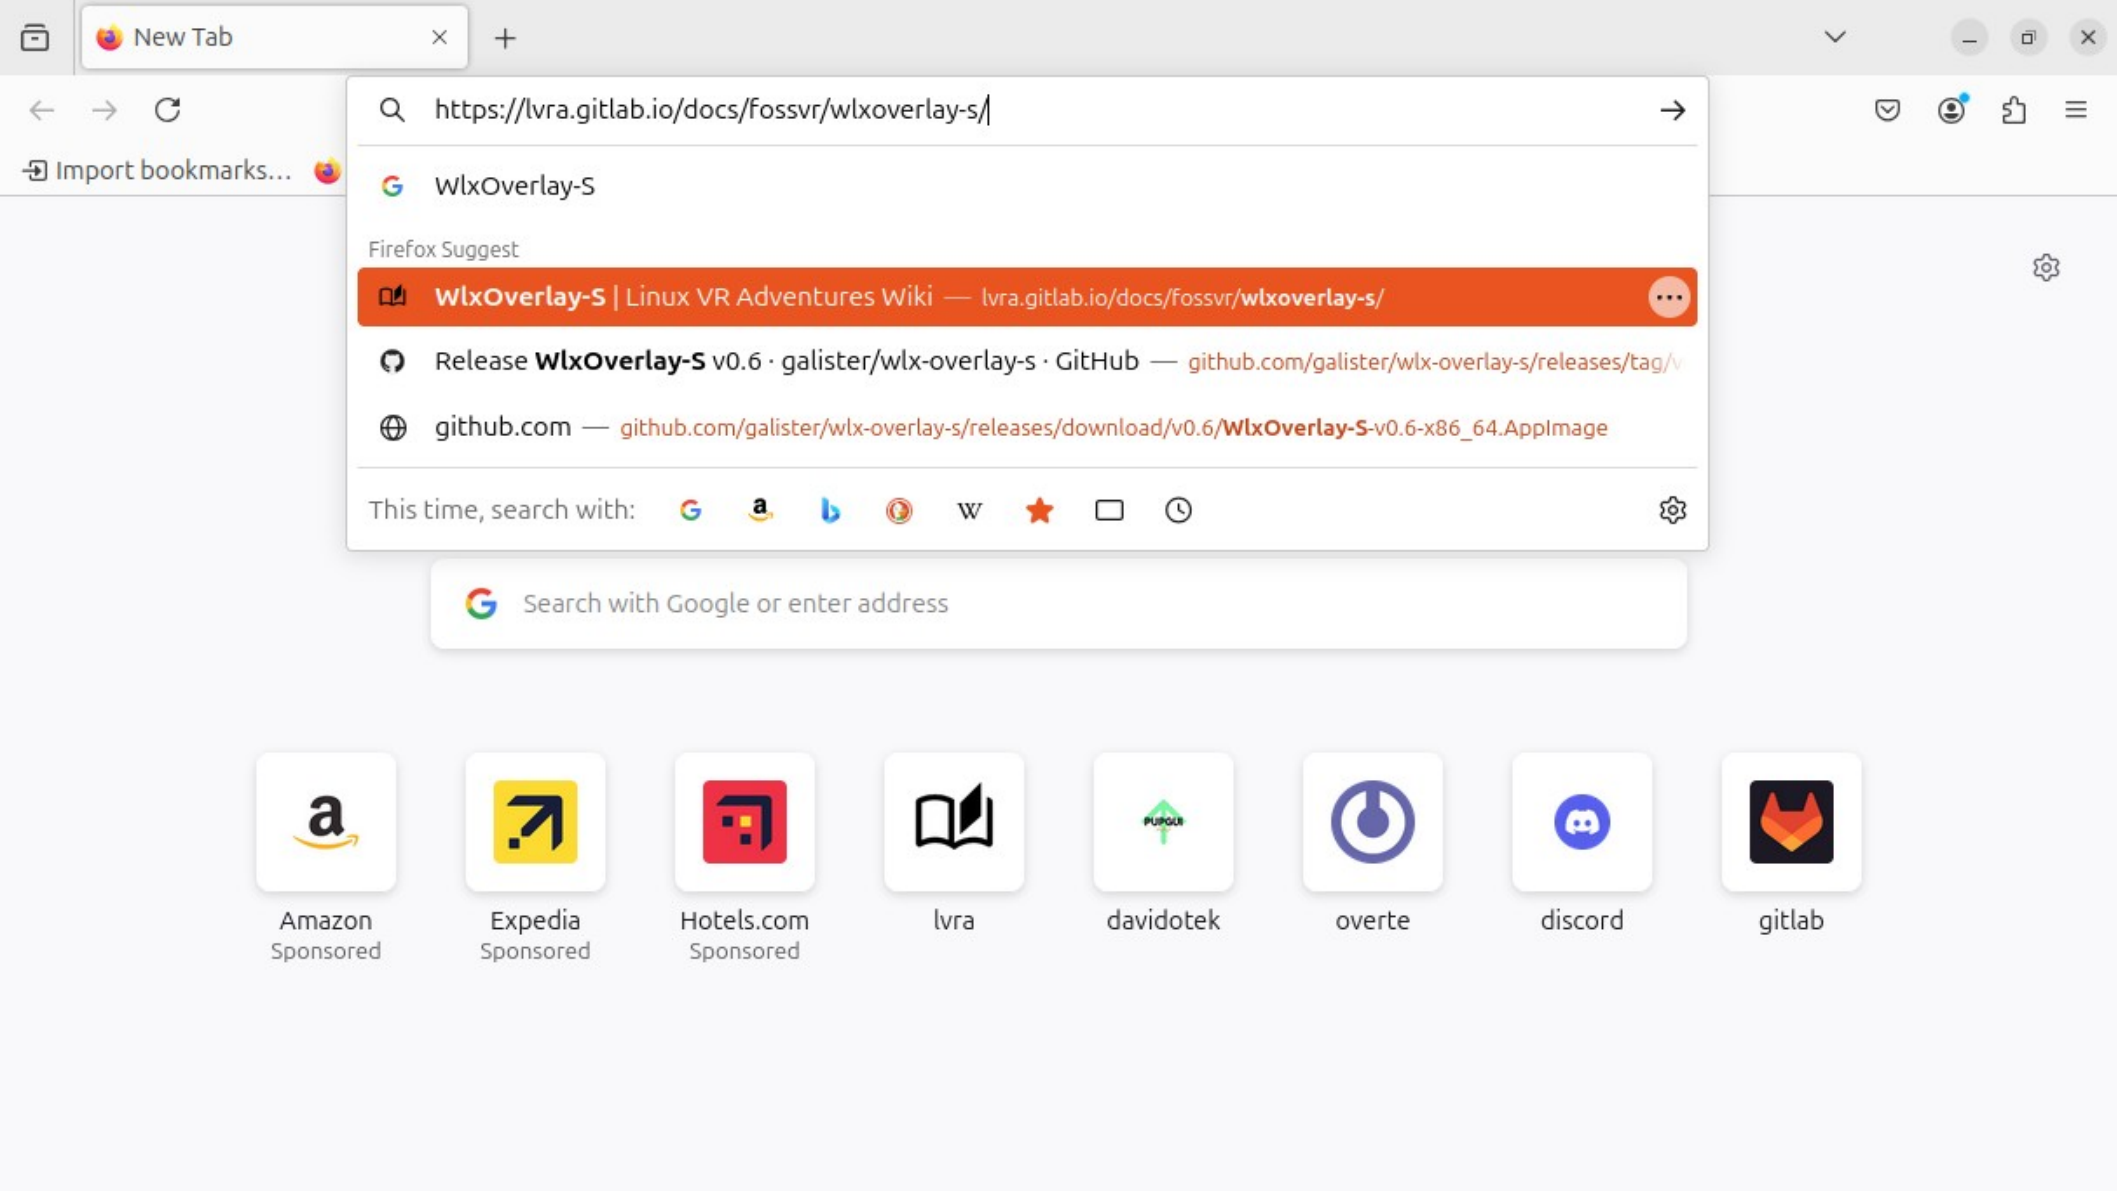 New Tab
https://lvra.gitlab.io/docs/fossvr/wlxoverlay-s/
Import bookmarks...
WlxOverlay-S
Firefox Suggest
WlxOverlay-S | Linux VR Adventures Wiki — lvra.gitlab.io/docs/fossvr/wlxoverlay-s/
Release WlxOverlay-S v0.6 · galister/wlx-overlay-s · GitHub — github.com/galister/wlx-overlay-s/releases/tag/v
github.com — github.com/galister/wlx-overlay-s/releases/download/v0.6/WlxOverlay-S-v0.6-x86_64.AppImage
This time, search with:
Search with Google or enter address
PUPGUI
Amazon
Sponsored
Expedia
Sponsored
Hotels.com
Sponsored
lvra
davidotek
overte
discord
gitlab